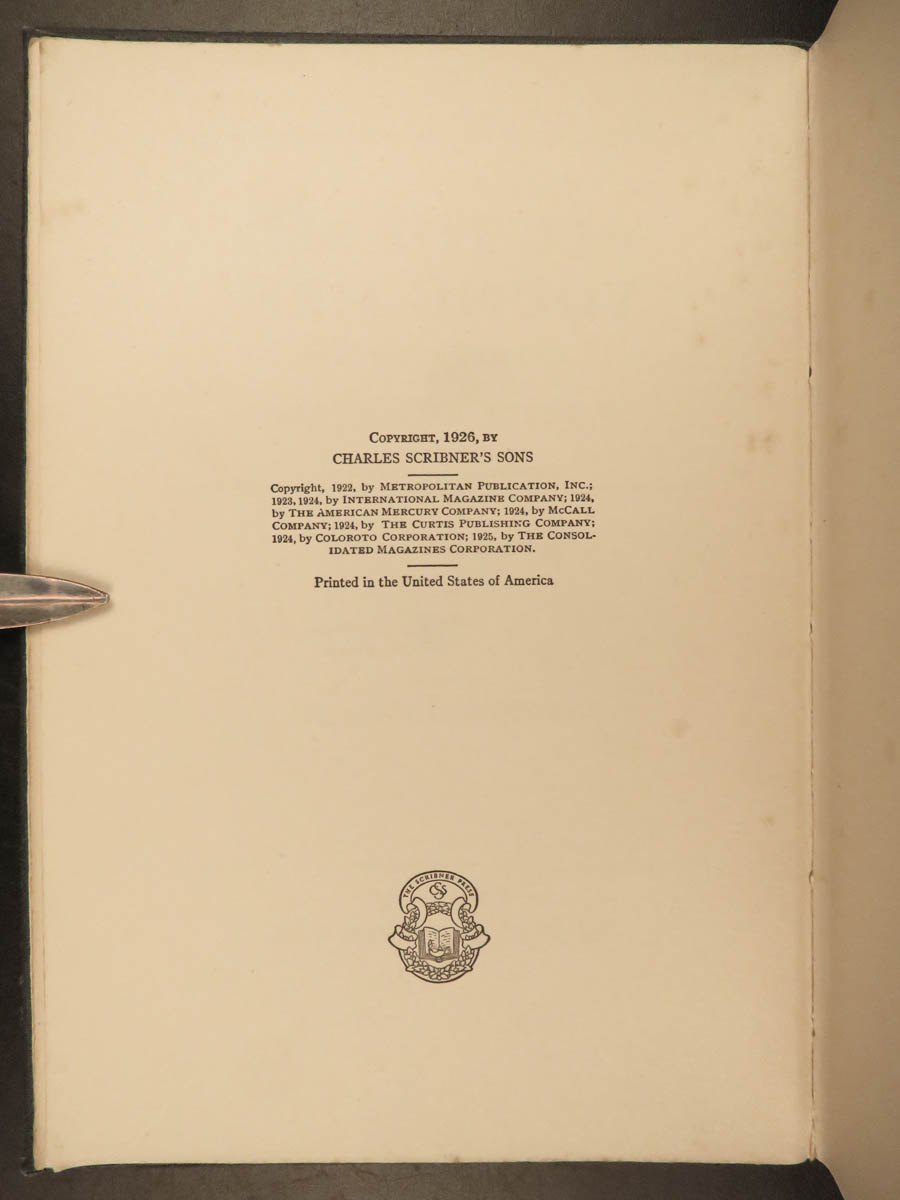 COPYRIGHT, 1926, BY
CHARLES SCRIBNER'S SONS
Copyright, 1922, by METROPOLITAN PUBLICATION, INC.;
1923, 1924, by INTERNATIONAL MAGAZINE COMPANY; 1924,
by THE AMERICAN MERCURY COMPANY; 1924, by MCCALL
COMPANY; 1924, by THE CURTIS PUBLISHING COMPANY;
1924, by COLOROTO CORPORATION; 1925, by THE CONSOL-
IDATED MAGAZINES CORPORATION.
Printed in the United States of America
THE SCRIBNER PRESS
CSS